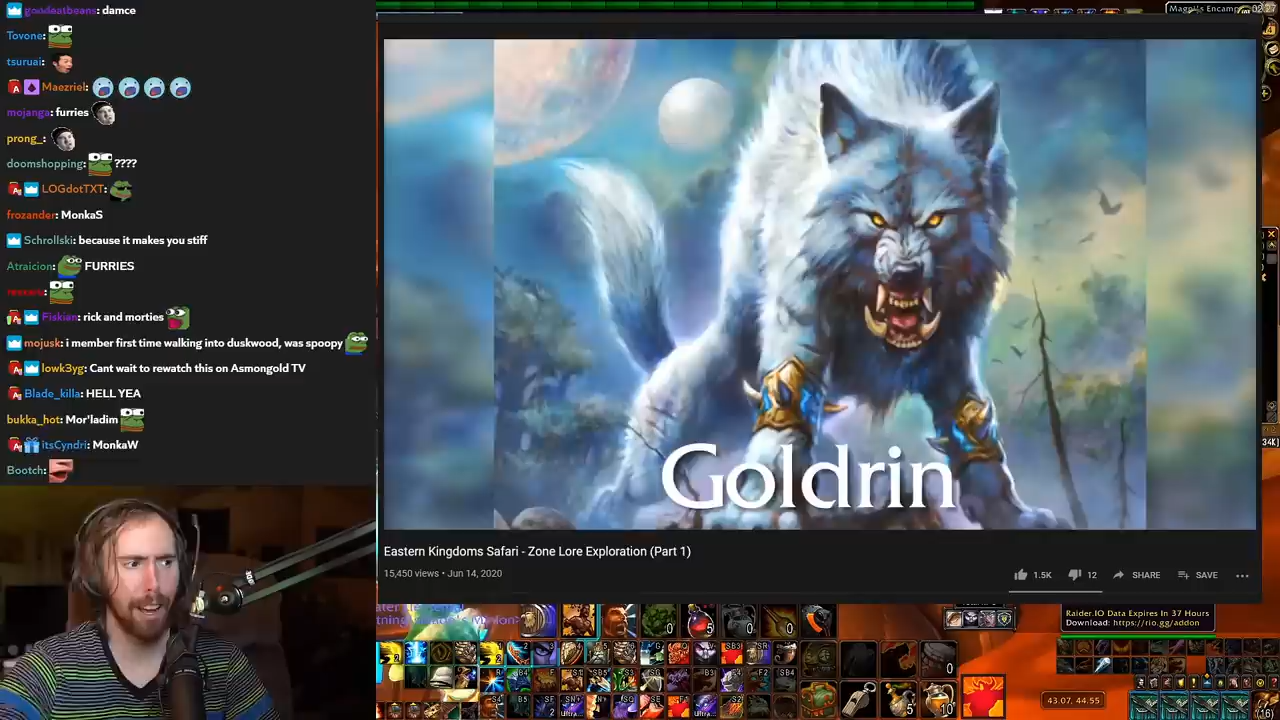 goodeatbeans: damce
Tovone:
tsuruai:
Maezriel:
mojanga: furries
prong_:
doomshopping: ????
LOGdotTXT:
frozander: MonkaS
Schrollski: because it makes you stiff
Atraicion: FURRIES
Fiskian: rick and morties
mojusk: i member first time walking into duskwood, was spoopy
lowk3yg: Cant wait to rewatch this on Asmongold TV
Blade_killa: HELL YEA
bukka_hot: Mor'ladim
itsCyndri: MonkaW
Bootch:
Goldrin
Eastern Kingdoms Safari - Zone Lore Exploration (Part 1)
15,450 views • Jun 14, 2020
1.5K 12 SHARE SAVE
Raider.IO Data Expires In 37 Hours
Download: https://rio.gg/addon
43.07, 44.55